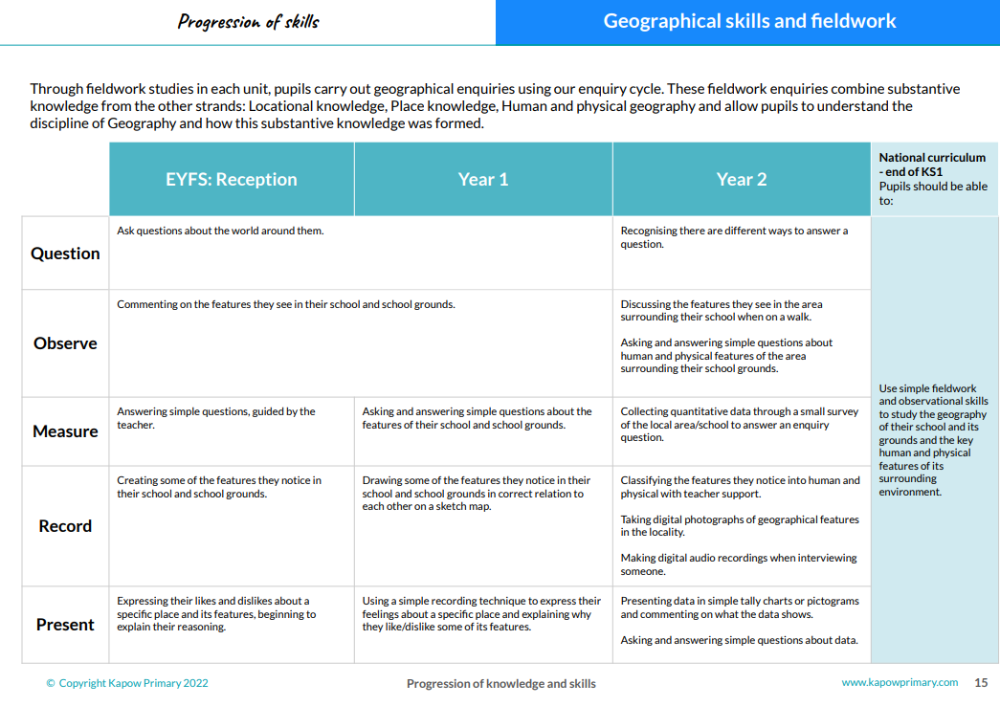 Progression of skills
Geographical skills and fieldwork
Through fieldwork studies in each unit, pupils carry out geographical enquiries using our enquiry cycle. These fieldwork enquiries combine substantive
knowledge from the other strands: Locational knowledge, Place knowledge, Human and physical geography and allow pupils to understand the
discipline of Geography and how this substantive knowledge was formed.
EYFS: Reception
Year 1
Year 2
National curriculum
- end of KS1
Pupils should be able
to:
Question
Ask questions about the world around them.
Recognising there are different ways to answer a
question.
Observe
Commenting on the features they see in their school and school grounds.
Discussing the features they see in the area
surrounding their school when on a walk.
Asking and answering simple questions about
human and physical features of the area
surrounding their school grounds.
Measure
Answering simple questions, guided by the
teacher.
Asking and answering simple questions about the
features of their school and school grounds.
Collecting quantitative data through a small survey
of the local area/school to answer an enquiry
question.
Record
Creating some of the features they notice in
their school and school grounds.
Drawing some of the features they notice in their
school and school grounds in correct relation to
each other on a sketch map.
Classifying the features they notice into human and
physical with teacher support.
Taking digital photographs of geographical features
in the locality.
Making digital audio recordings when interviewing
someone.
Present
Expressing their likes and dislikes about a
specific place and its features, beginning to
explain their reasoning.
Using a simple recording technique to express their
feelings about a specific place and explaining why
they like/dislike some of its features.
Presenting data in simple tally charts or pictograms
and commenting on what the data shows.
Asking and answering simple questions about data.
Use simple fieldwork
and observational skills
to study the geography
of their school and its
grounds and the key
human and physical
features of its
surrounding
environment.
© Copyright Kapow Primary 2022
Progression of knowledge and skills
www.kapowprimary.com
15